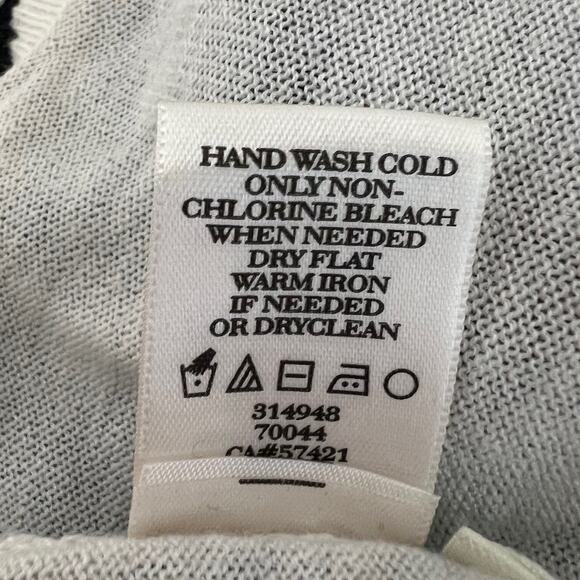 HAND WASH COLD
ONLY NON-
CHLORINE BLEACH
WHEN NEEDED
DRY FLAT
WARM IRON
IF NEEDED
OR DRYCLEAN
314948
70044
CA#57421